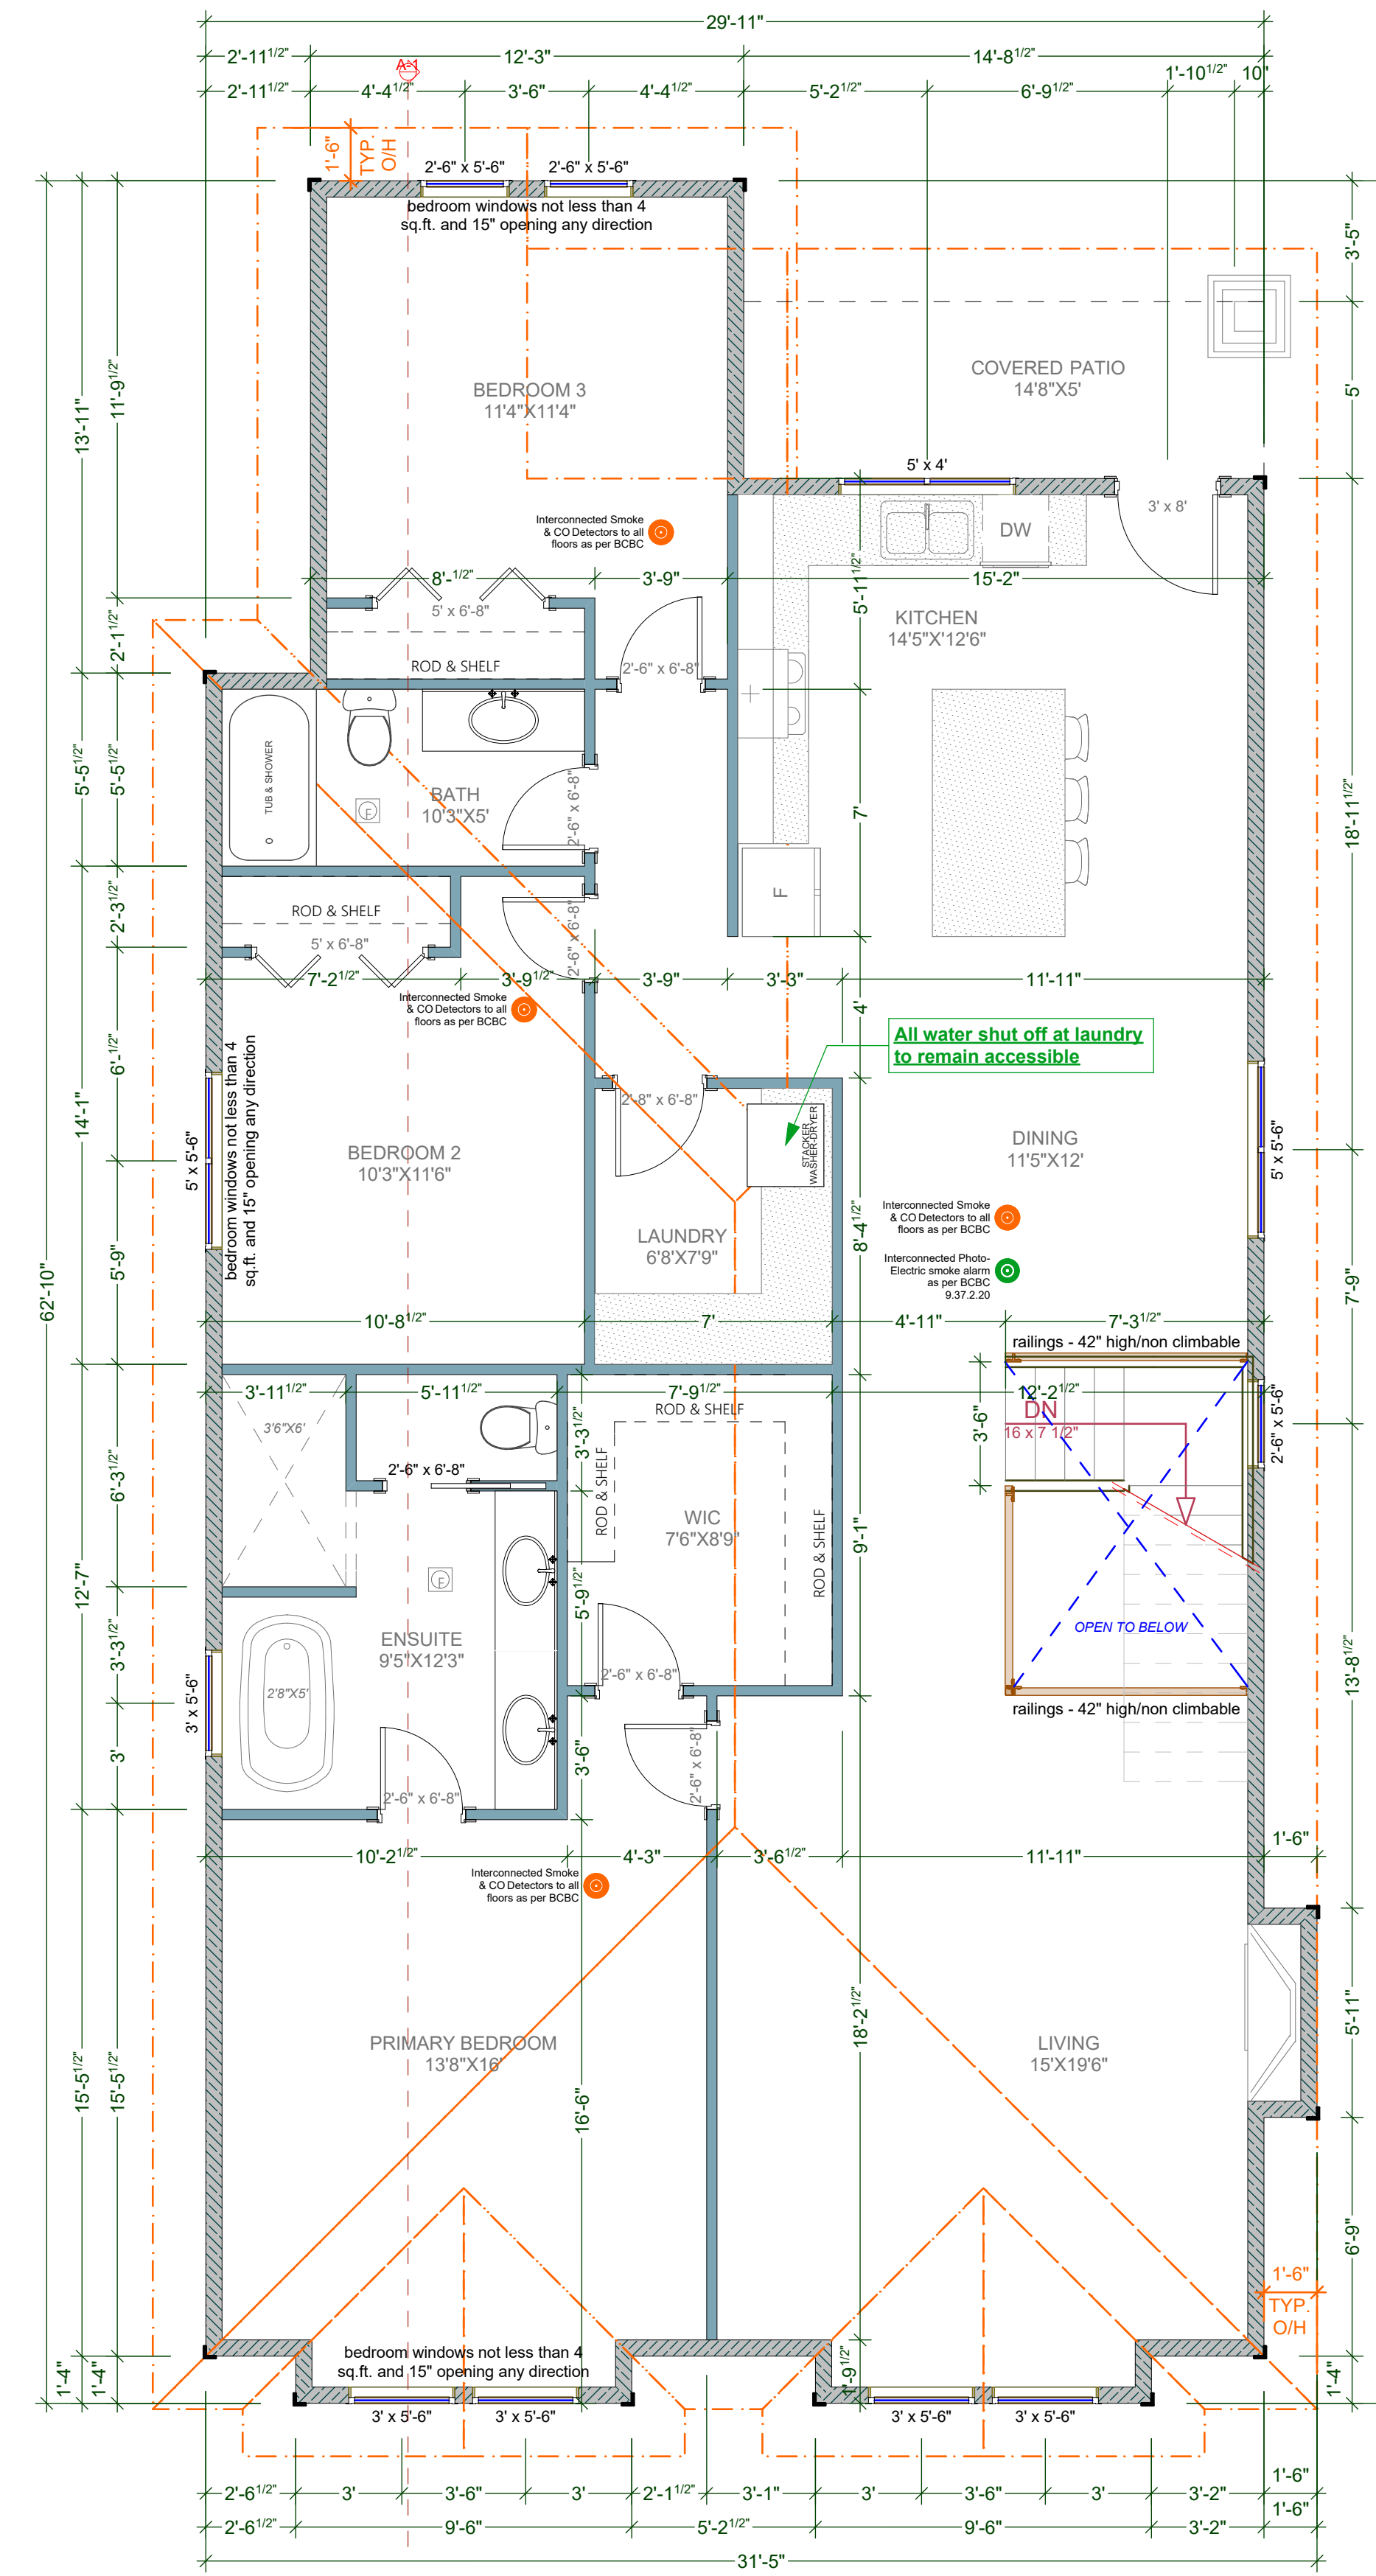 29'-11"
2'-11 1/2"
12'-3"
14'-8 1/2"
A-1
1'-10 1/2"
10"
2'-11 1/2"
4'-4 1/2"
3'-6"
4'-4 1/2"
5'-2 1/2"
6'-9 1/2"
1'-6"
TYP.
O/H
2'-6" x 5'-6"
2'-6" x 5'-6"
bedroom windows not less than 4
sq.ft. and 15" opening any direction
3'-5"
5'
COVERED PATIO
14'8"X5'
BEDROOM 3
11'4"X11'4"
11'-9 1/2"
13'-11"
5' x 4'
3' x 8'
DW
Interconnected Smoke
& CO Detectors to all
floors as per BCBC
8'-1/2"
3'-9"
15'-2"
5'-11 1/2"
5' x 6'-8"
KITCHEN
14'5"X'12'6"
2'-1 1/2"
ROD & SHELF
2'-6" x 6'-8"
TUB & SHOWER
BATH
10'3"X5'
2'-6" x 6'-8"
F
5'-5 1/2"
5'-5 1/2"
7'
18'-11 1/2"
F
ROD & SHELF
5' x 6'-8"
2'-3 1/2"
2'-6" x 6'-8"
7'-2 1/2"
3'-9 1/2"
3'-9"
3'-3"
11'-11"
4'
Interconnected Smoke
& CO Detectors to all
floors as per BCBC
All water shut off at laundry
to remain accessible
6'-1/2"
14'-1"
5'-9"
62'-10"
5' x 5'-6"
bedroom windows not less than 4
sq.ft. and 15" opening any direction
BEDROOM 2
10'3"X11'6"
2'-8" x 6'-8"
STACKER
WASHER-DRYER
DINING
11'5"X12'
5' x 5'-6"
LAUNDRY
6'8'X7'9"
8'-4 1/2"
Interconnected Smoke
& CO Detectors to all
floors as per BCBC
Interconnected Photo-
Electric smoke alarm
as per BCBC
9.37.2.20
7'-9"
10'-8 1/2"
7'
4'-11"
7'-3 1/2"
railings - 42" high/non climbable
3'-11 1/2"
5'-11 1/2"
7'-9 1/2"
12'-2 1/2"
3'6"X6'
3'-3 1/2"
ROD & SHELF
ROD & SHELF
3'-6"
DN
16 x 7 1/2"
2'-6" x 5'-6"
2'-6" x 6'-8"
6'-3 1/2"
12'-7"
WIC
7'6"X8'9"
ROD & SHELF
9'-1"
F
5'-9 1/2"
ENSUITE
9'5"X12'3"
OPEN TO BELOW
2'8"X5'
3'-3 1/2"
3' x 5'-6"
2'-6" x 6'-8"
13'-8 1/2"
railings - 42" high/non climbable
3'
3'-6"
2'-6" x 6'-8"
2'-6" x 6'-8"
10'-2 1/2"
4'-3"
3'-6 1/2"
11'-11"
1'-6"
Interconnected Smoke
& CO Detectors to all
floors as per BCBC
PRIMARY BEDROOM
13'8"X16'
LIVING
15'X19'6"
18'-2 1/2"
16'-6"
15'-5 1/2"
15'-5 1/2"
5'-11"
6'-9"
1'-6"
TYP.
O/H
bedroom windows not less than 4
sq.ft. and 15" opening any direction
1'-9 1/2"
1'-4"
1'-4"
1'-4"
3' x 5'-6"
3' x 5'-6"
3' x 5'-6"
3' x 5'-6"
2'-6 1/2"
3'
3'-6"
3'
2'-1 1/2"
3'-1"
3'
3'-6"
3'
3'-2"
1'-6"
2'-6 1/2"
9'-6"
5'-2 1/2"
9'-6"
3'-2"
1'-6"
31'-5"